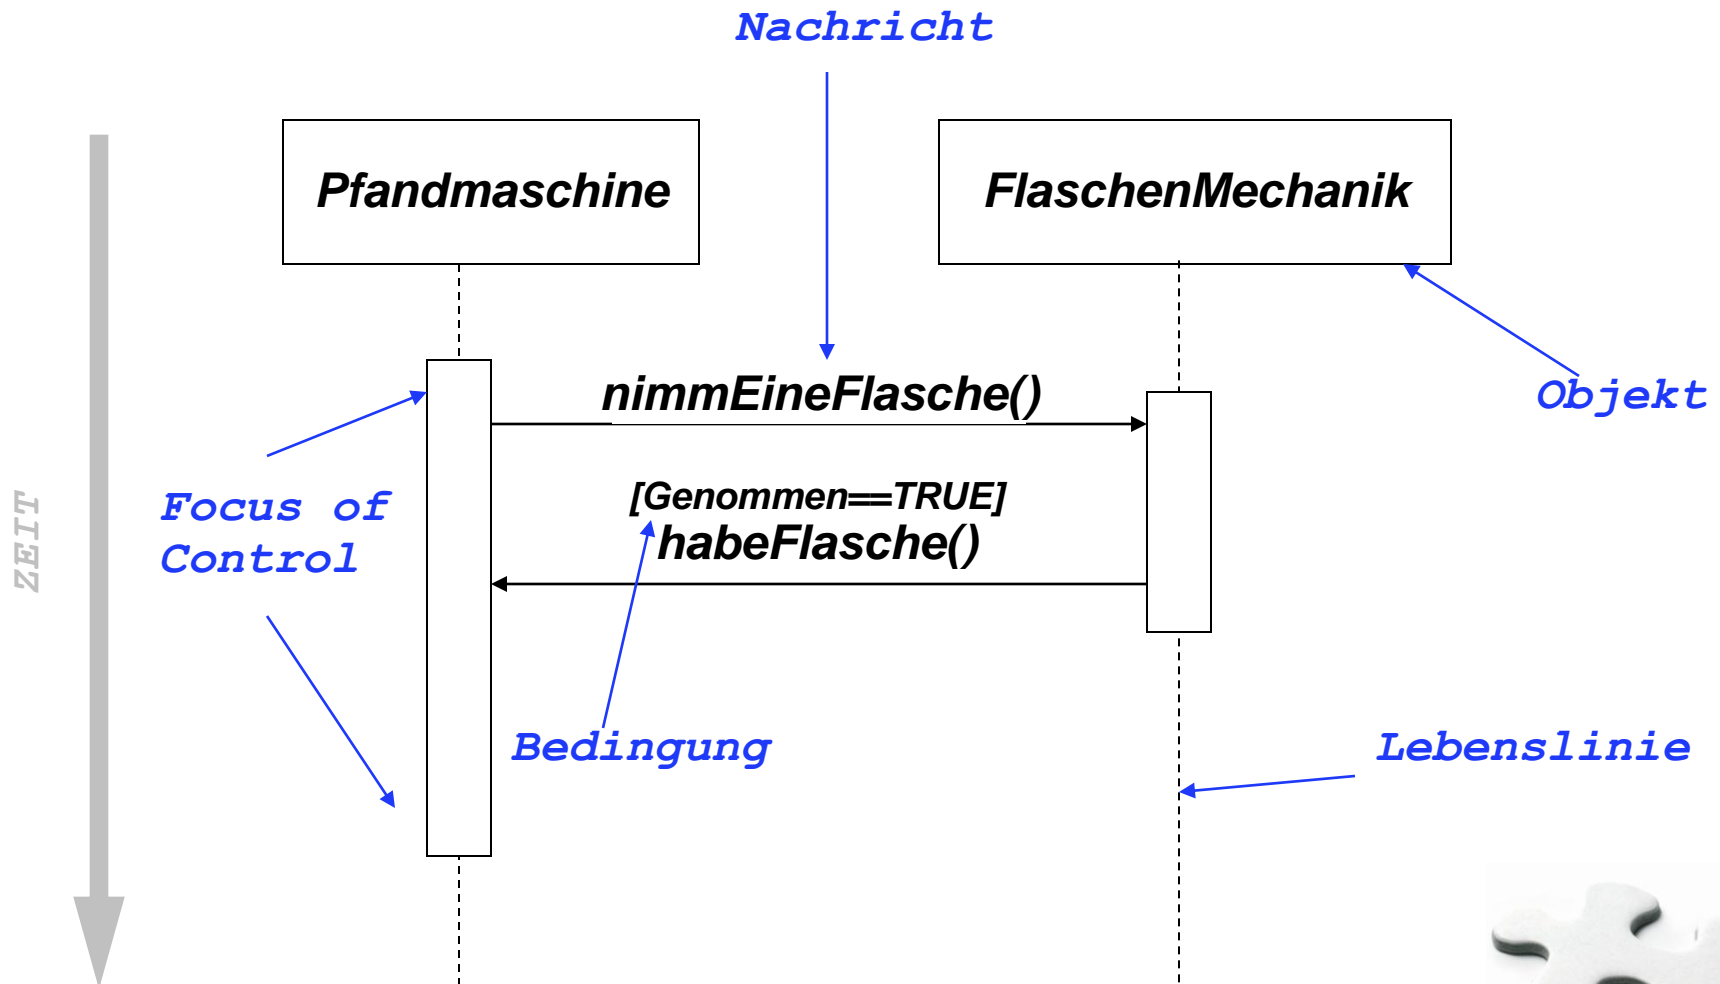 Nachricht
Pfandmaschine
FlaschenMechanik
nimmEineFlasche()
Objekt
ZEIT
Focus of
Control
[Genommen==TRUE]
habeFlasche()
Bedingung
Lebenslinie